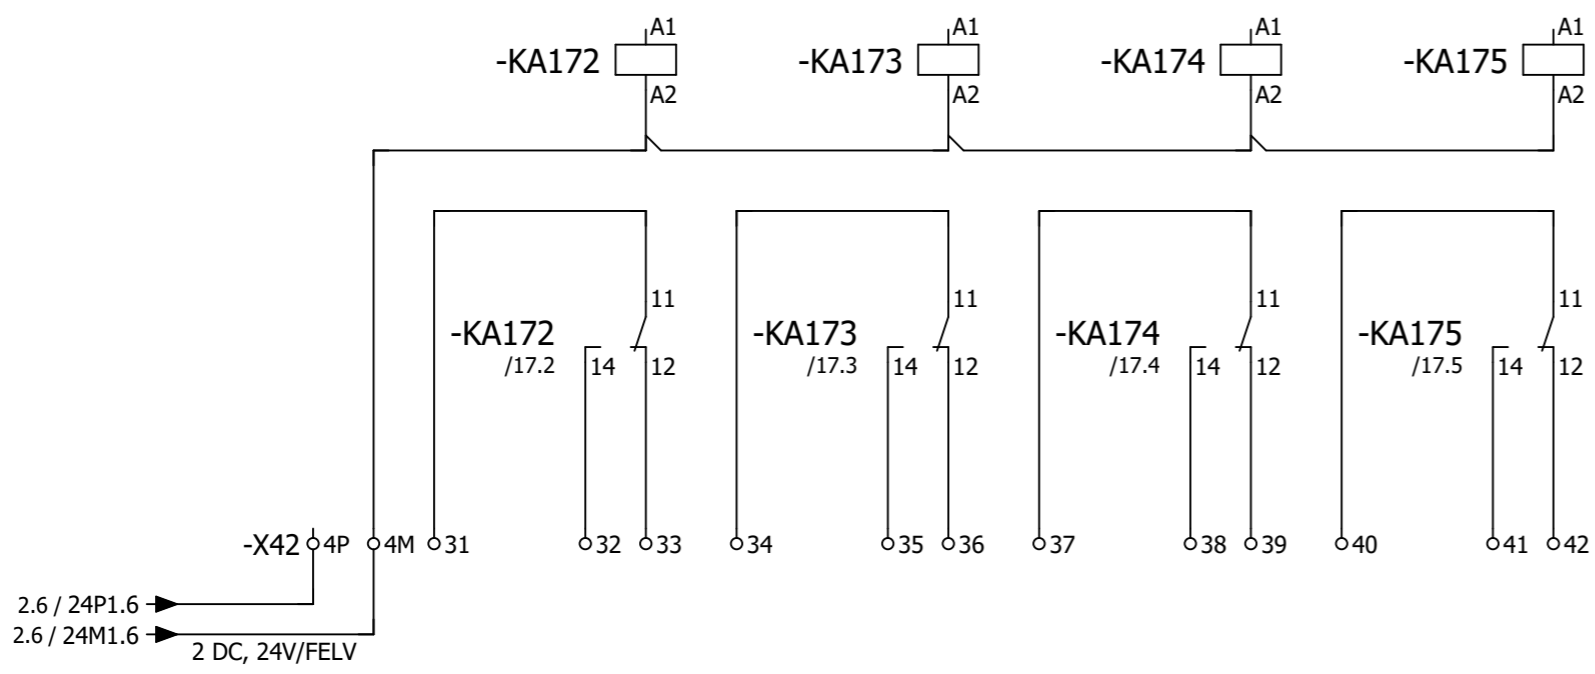 A1 A1 A1 A1
-KA172 -KA173 -KA174 -KA175
A2 A2 A2 A2
11 11 11 11
-KA172 -KA173 -KA174 -KA175
/17.2 14 12 /17.3 14 12 /17.4 14 12 /17.5 14 12
-X42 4P 4M 31 32 33 34 35 36 37 38 39 40 41 42
2.6 / 24P1.6
2.6 / 24M1.6
2 DC, 24V/FELV